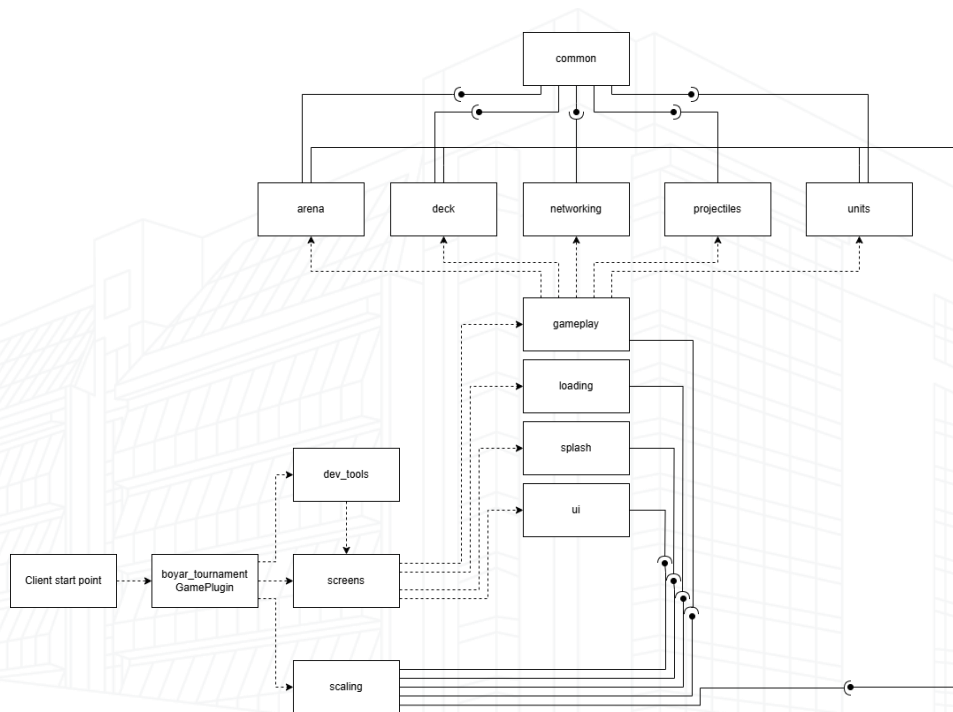 common
arena
deck
networking
projectiles
units
gameplay
loading
splash
dev_tools
ui
Client start point
boyar_tournament
GamePlugin
screens
scaling